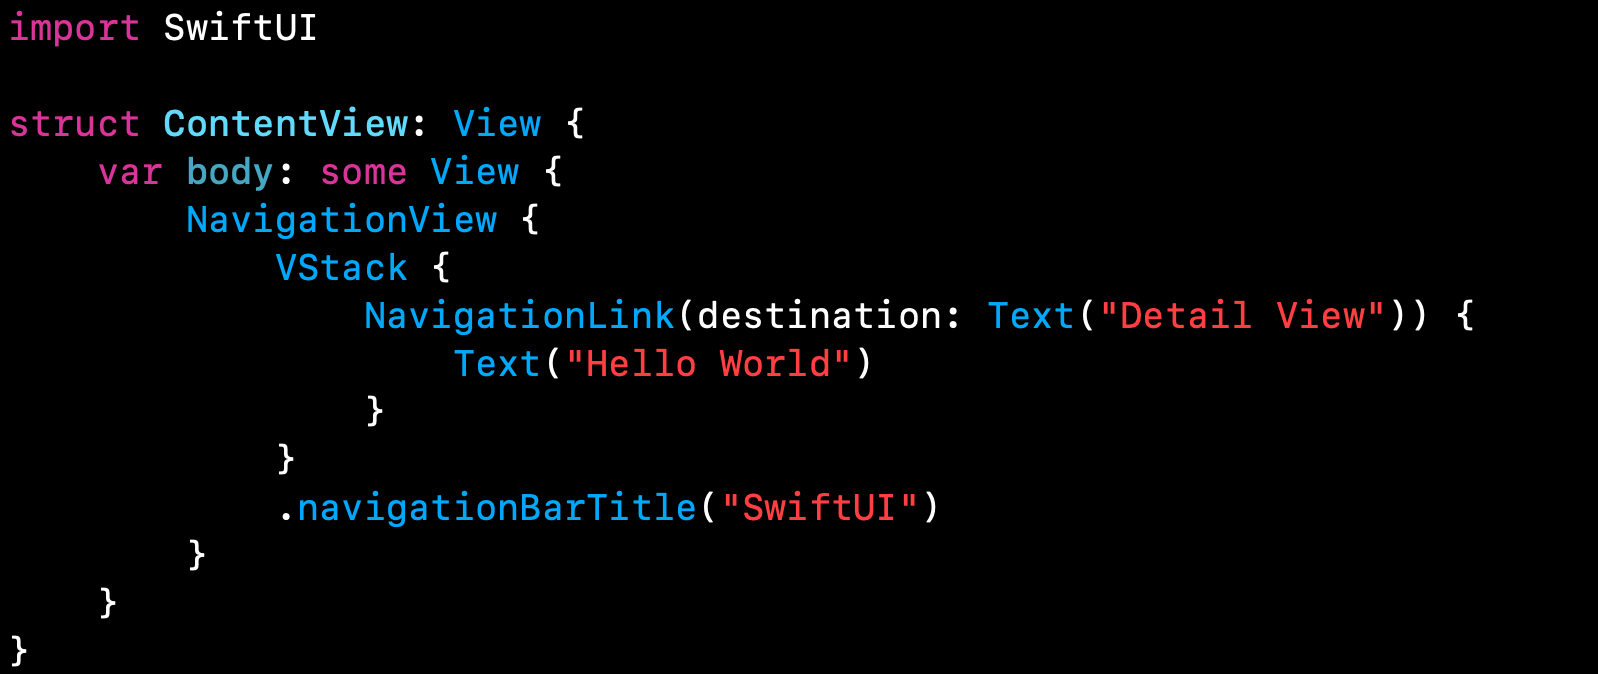 import SwiftUI

struct ContentView: View {
    var body: some View {
        NavigationView {
            VStack {
                NavigationLink(destination: Text("Detail View")) {
                    Text("Hello World")
                }
            }
            .navigationBarTitle("SwiftUI")
        }
    }
}